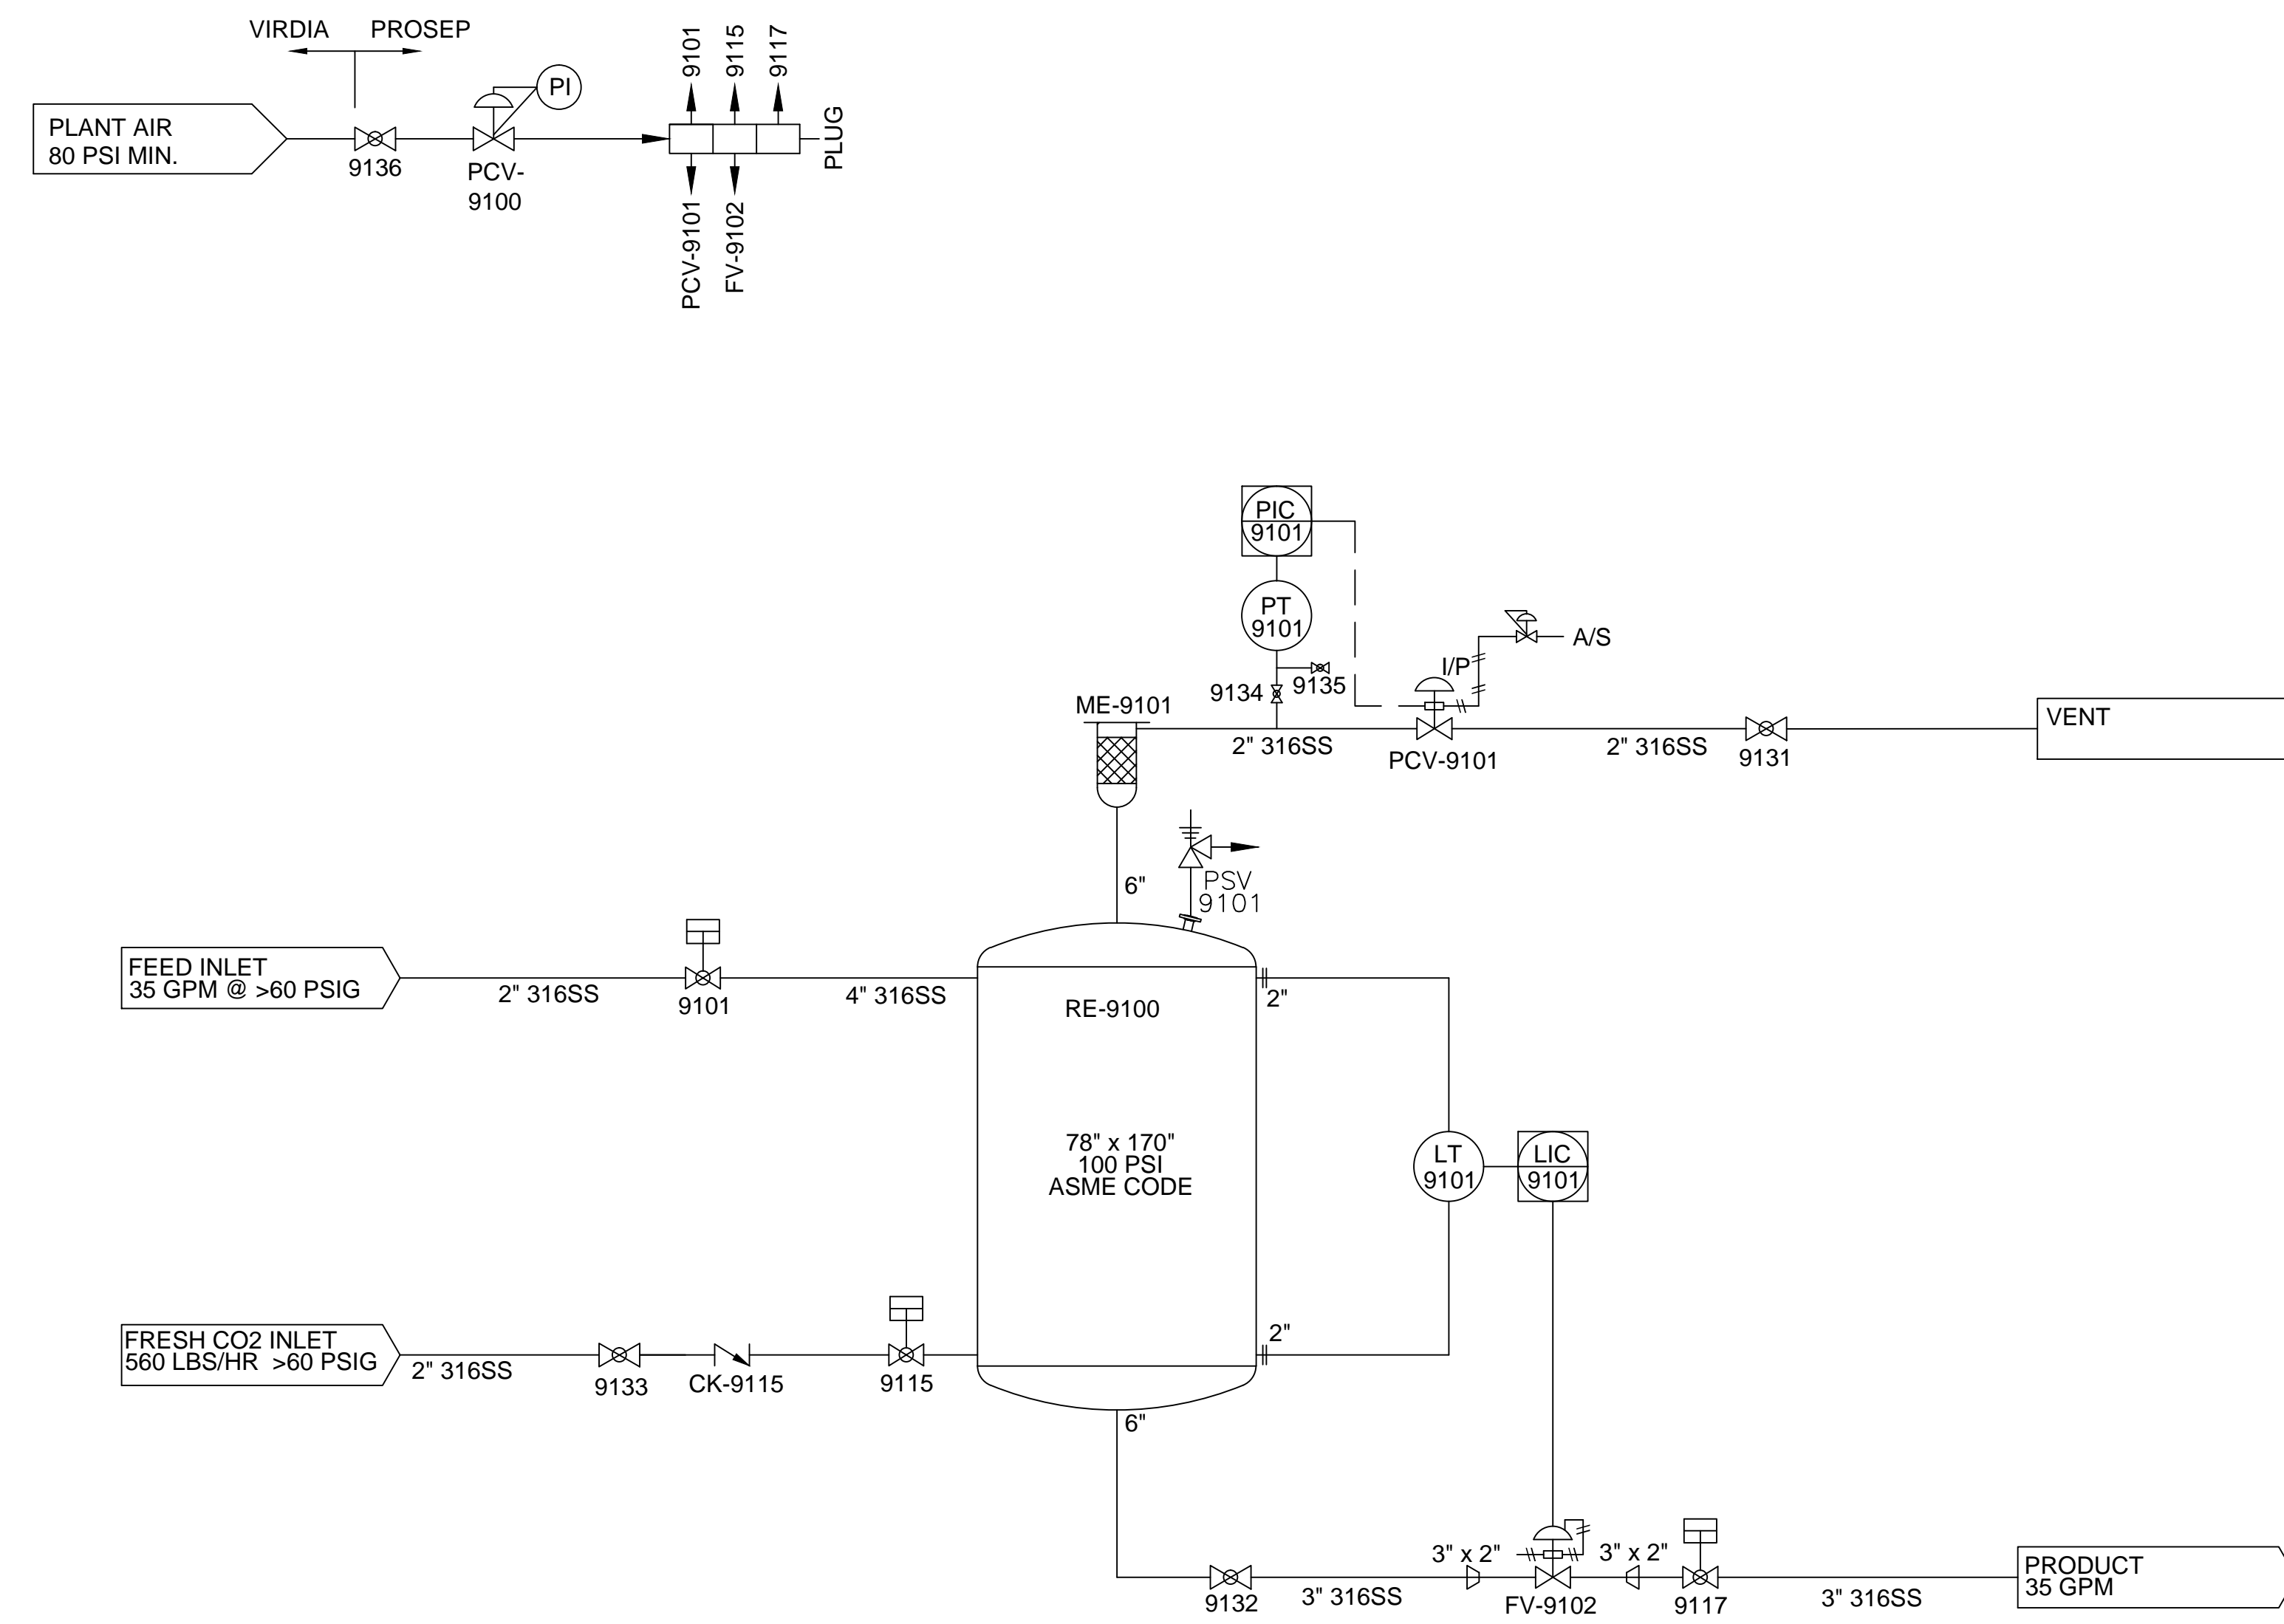 VIRDIA
PROSEP
PLANT AIR
80 PSI MIN.
9136
PCV-
9100
PI
9101
9115
9117
PCV-9101
FV-9102
PLUG
PIC
9101
PT
9101
9134
9135
I/P
A/S
ME-9101
2" 316SS
PCV-9101
2" 316SS
9131
VENT
6"
PSV
9101
FEED INLET
35 GPM @ >60 PSIG
2" 316SS
9101
4" 316SS
RE-9100
2"
78" x 170"
100 PSI
ASME CODE
LT
9101
LIC
9101
FRESH CO2 INLET
560 LBS/HR >60 PSIG
2" 316SS
9133
CK-9115
9115
2"
6"
9132
3" 316SS
3" x 2"
FV-9102
3" x 2"
9117
3" 316SS
PRODUCT
35 GPM